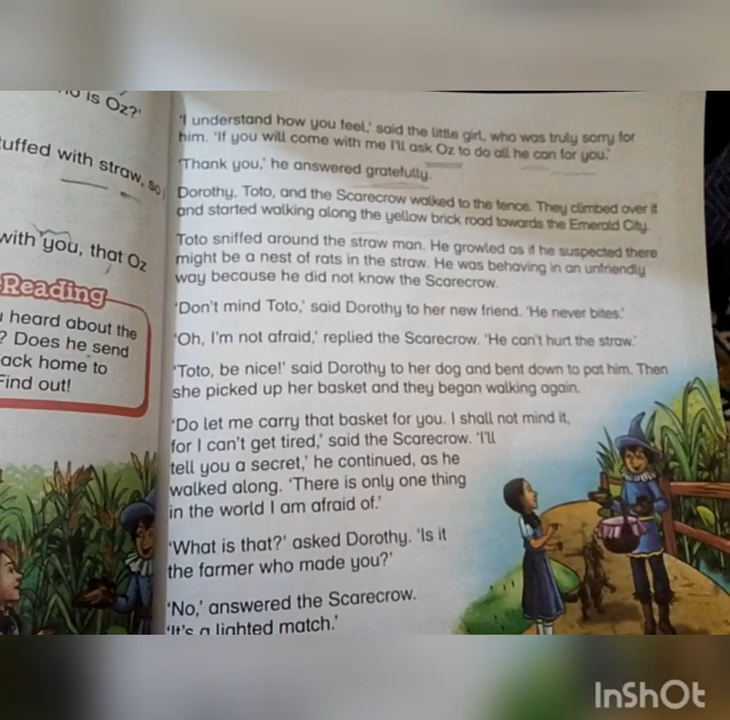 is Oz?'
stuffed with straw, so
with you, that Oz
Reading
heard about the
? Does he send
ack home to
Find out!
'I understand how you feel,' said the little girl, who was truly sorry for
him. 'If you will come with me I'll ask Oz to do all he can for you.'
'Thank you,' he answered gratefully.
Dorothy, Toto, and the Scarecrow walked to the fence. They climbed over it
and started walking along the yellow brick road towards the Emerald City.
Toto sniffed around the straw man. He growled as if he suspected there
might be a nest of rats in the straw. He was behaving in an unfriendly
way because he did not know the Scarecrow.
'Don't mind Toto,' said Dorothy to her new friend. 'He never bites.'
'Oh, I'm not afraid,' replied the Scarecrow. 'He can't hurt the straw.'
'Toto, be nice!' said Dorothy to her dog and bent down to pat him. Then
she picked up her basket and they began walking again.
'Do let me carry that basket for you. I shall not mind it,
for I can't get tired,' said the Scarecrow. 'I'll
tell you a secret,' he continued, as he
walked along. 'There is only one thing
in the world I am afraid of.'
'What is that?' asked Dorothy. 'Is it
the farmer who made you?'
'No,' answered the Scarecrow.
'It's a lighted match.'
InShOt